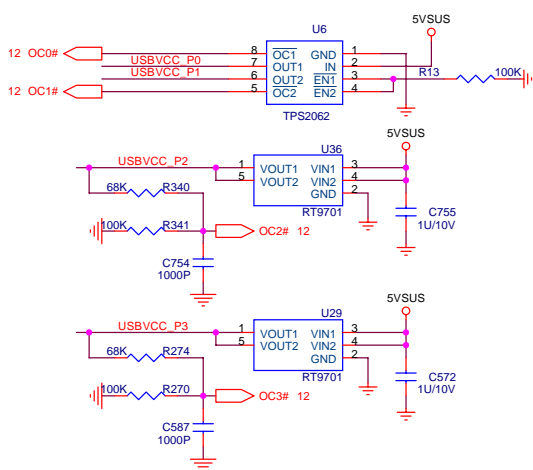 U6
5VSUS
12 OC0# 8 OC1 GND 1
USBVCC_P0 7 OUT1 IN 2
USBVCC_P1 6 OUT2 EN1 3 R13 100K
12 OC1# 5 OC2 EN2 4
TPS2062
5VSUS
U36
USBVCC_P2 1 VOUT1 VIN1 3
5 VOUT2 VIN2 4
68K R340 GND 2
RT9701
C755
1U/10V
100K R341 OC2# 12
C754
1000P
5VSUS
U29
USBVCC_P3 1 VOUT1 VIN1 3
5 VOUT2 VIN2 4
68K R274 GND 2
RT9701
C572
1U/10V
100K R270 OC3# 12
C587
1000P